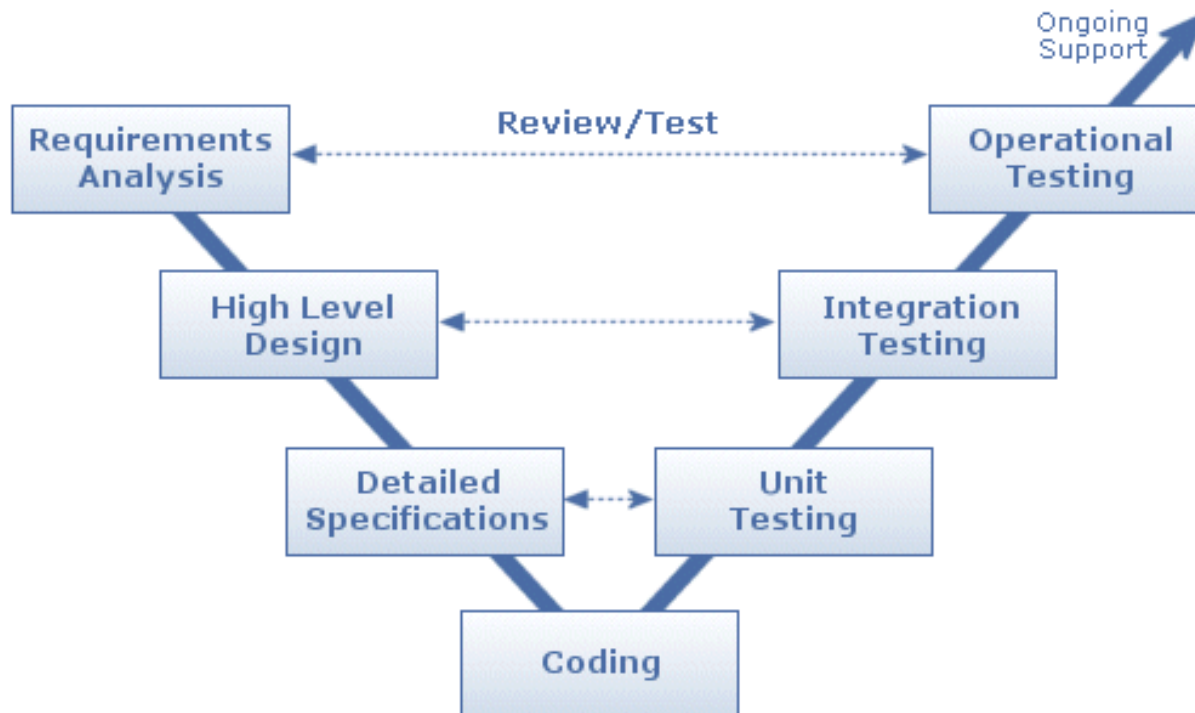 Ongoing
Support
Requirements
Analysis
Review/Test
Operational
Testing
High Level
Design
Integration
Testing
Detailed
Specifications
Unit
Testing
Coding